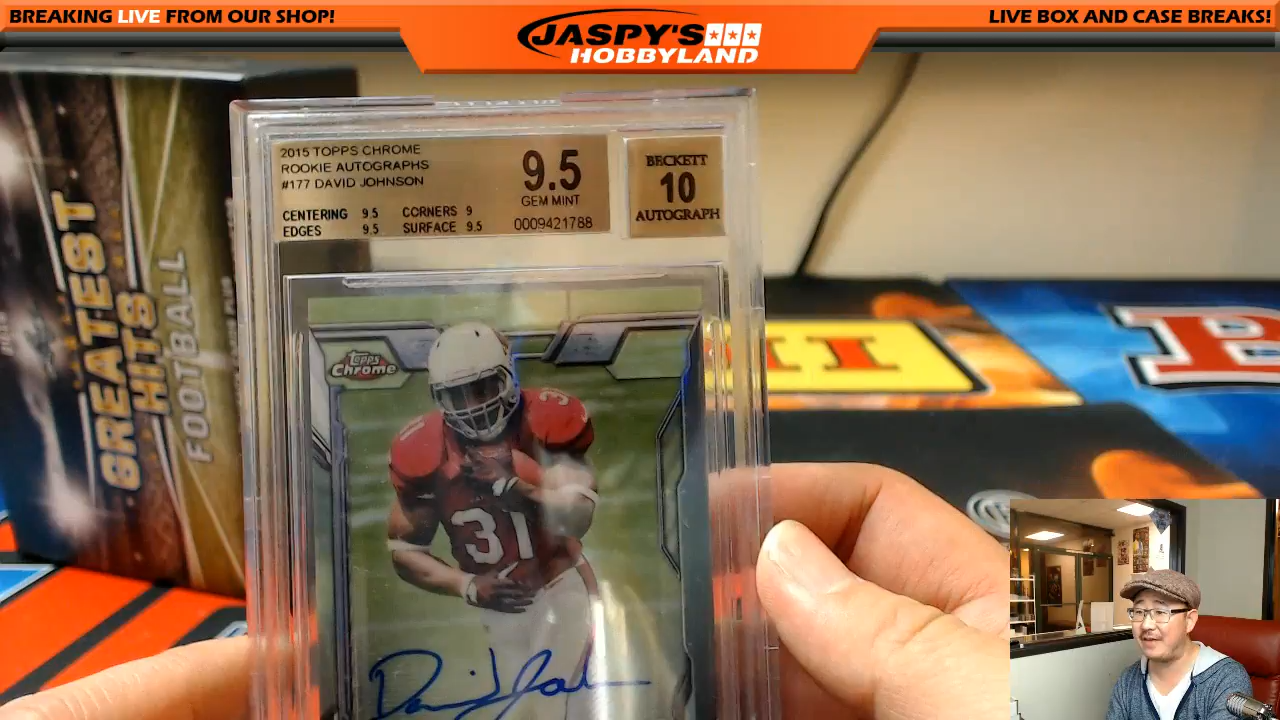 BREAKING LIVE FROM OUR SHOP!
JASPY'S
HOBBYLAND
LIVE BOX AND CASE BREAKS!
2015 TOPPS CHROME
ROOKIE AUTOGRAPHS
#177 DAVID JOHNSON
9.5
GEM MINT
CENTERING 9.5 CORNERS 9
EDGES 9.5 SURFACE 9.5
0009421788
BECKETT
10
AUTOGRAPH
GREATEST
HITS
FOOTBALL
Topps
Chrome
31
31
David Johnson